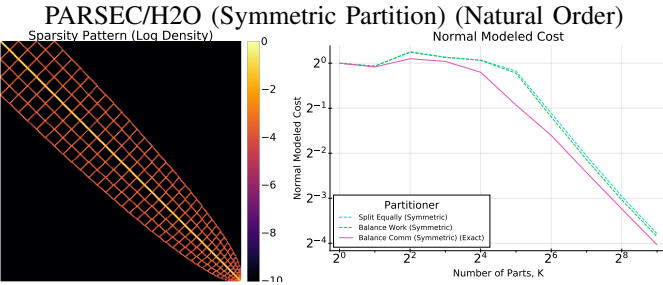 PARSEC/H2O (Symmetric Partition) (Natural Order)
Sparsity Pattern (Log Density)
0
−2
−4
−6
−8
−10
Normal Modeled Cost
Normal Modeled Cost
2^0
2^−1
2^−2
2^−3
2^−4
Partitioner
Split Equally (Symmetric)
Balance Work (Symmetric)
Balance Comm (Symmetric) (Exact)
2^0
2^2
2^4
2^6
2^8
Number of Parts, K